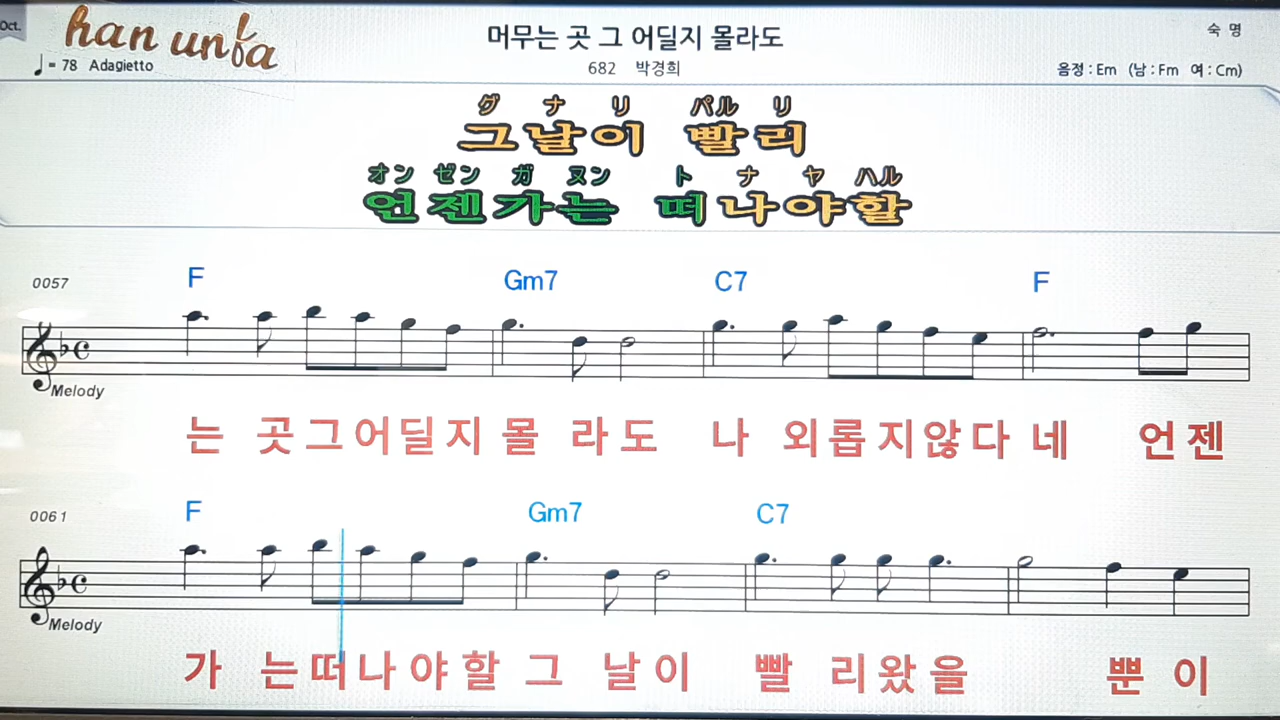 Oct.
han unfa
머무는 곳 그 어딜지 몰라도
숙 명
♩= 78 Adagietto
682 박경희
음정 : Em (남 : Fm 여 : Cm)
グ ナ リ パル リ
그날이 빨리
オン ゼン ガ ヌン ト ナ ヤ ハル
언젠가는 떠나야할
0057
F Gm7 C7 F
Melody
는 곳그어딜지 몰 라도 나 외롭지않다네 언젠
0061
F Gm7 C7
Melody
가 는떠나야할 그 날이 빨 리왔을 뿐이